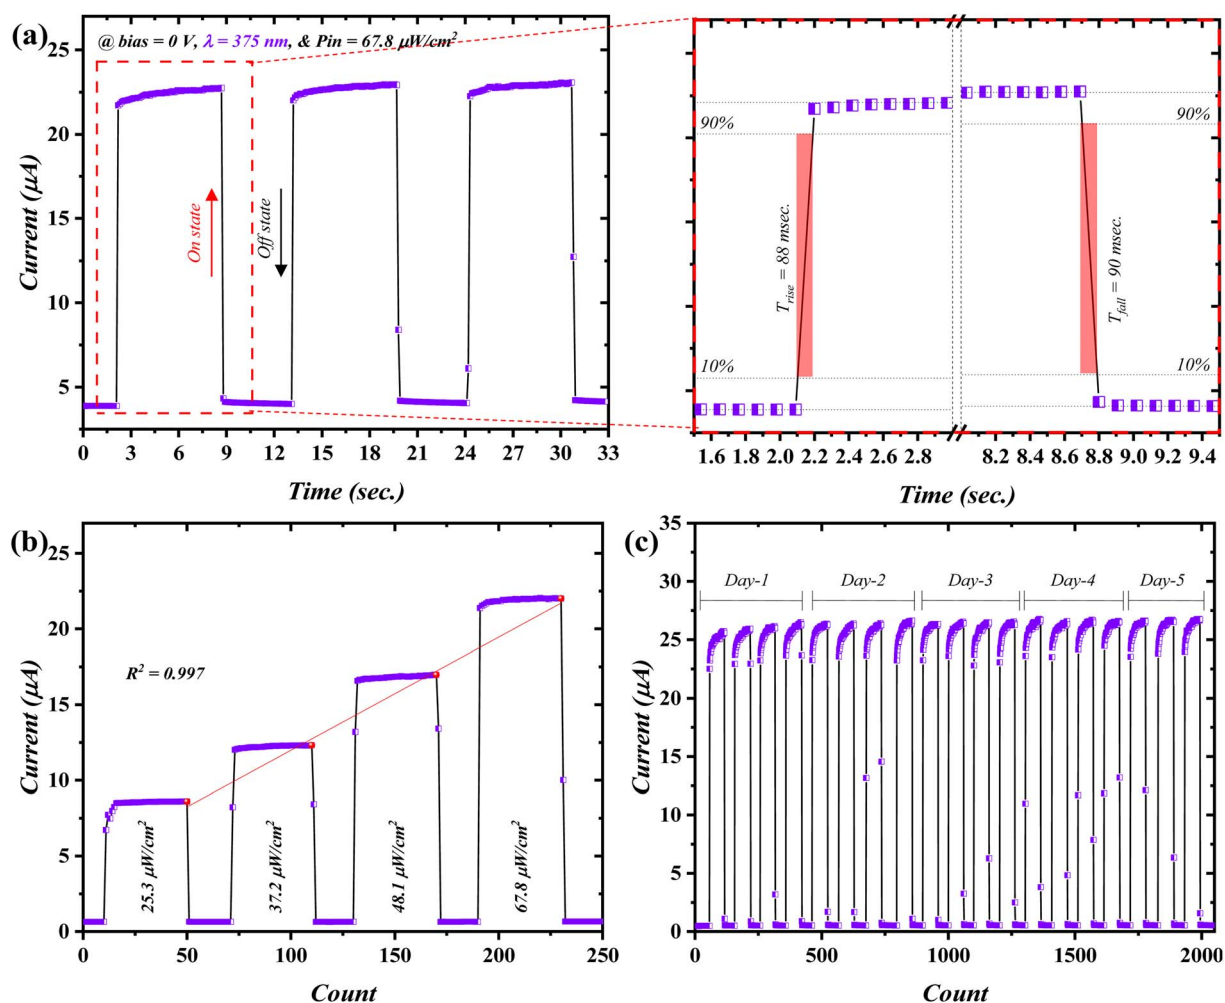 (a)
@ bias = 0 V, λ = 375 nm, & Pin = 67.8 μW/cm²
25
20
15
10
5
Current (μA)
On state
Off state
0 3 6 9 12 15 18 21 24 27 30 33
Time (sec.)
90%
90%
T_rise = 88 msec.
T_fall = 90 msec.
10%
10%
1.6 1.8 2.0 2.2 2.4 2.6 2.8 8.2 8.4 8.6 8.8 9.0 9.2 9.4
Time (sec.)
(b)
25
20
15
10
5
0
Current (μA)
R² = 0.997
25.3 μW/cm²
37.2 μW/cm²
48.1 μW/cm²
67.8 μW/cm²
0 50 100 150 200 250
Count
(c)
35
30
25
20
15
10
5
0
Current (μA)
Day-1 Day-2 Day-3 Day-4 Day-5
0 500 1000 1500 2000
Count